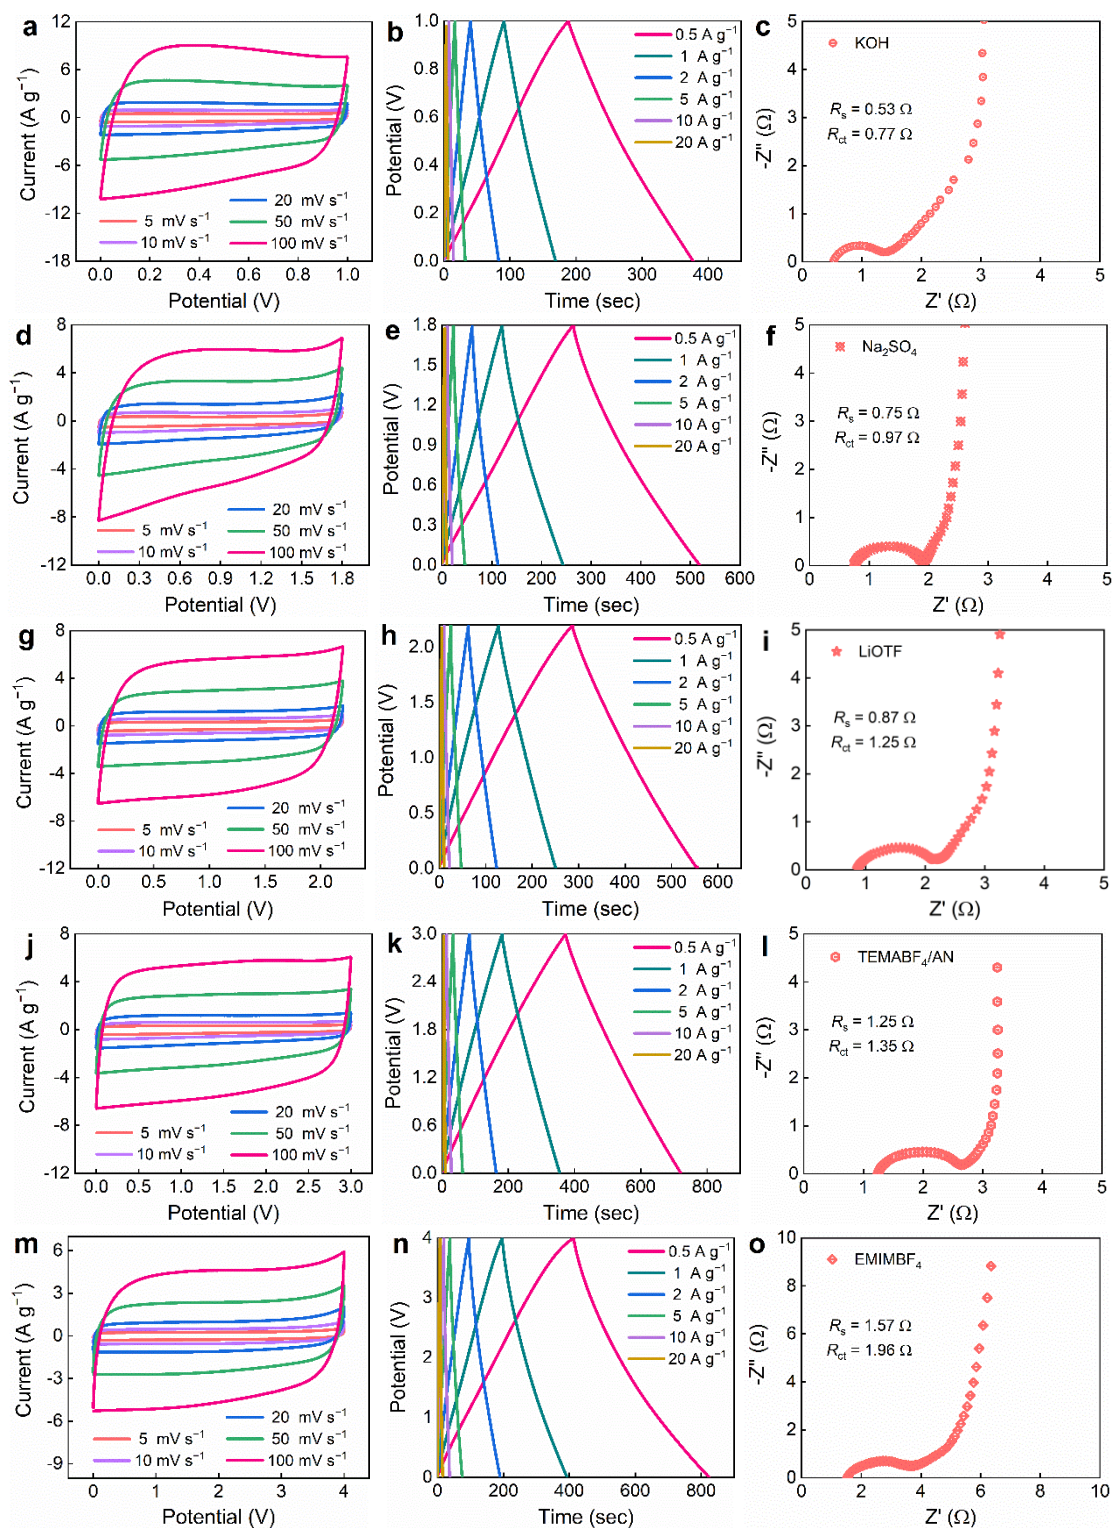 a
12
6
0
-6
-12
-18
Current (A g⁻¹)
20 mV s⁻¹
5 mV s⁻¹
50 mV s⁻¹
10 mV s⁻¹
100 mV s⁻¹
0.0 0.2 0.4 0.6 0.8 1.0
Potential (V)
b
1.0
0.8
0.6
0.4
0.2
0.0
Potential (V)
0.5 A g⁻¹
1 A g⁻¹
2 A g⁻¹
5 A g⁻¹
10 A g⁻¹
20 A g⁻¹
0 100 200 300 400
Time (sec)
c
5
4
3
2
1
0
-Z'' (Ω)
KOH
Rs = 0.53 Ω
Rct = 0.77 Ω
0 1 2 3 4 5
Z' (Ω)
d
8
4
0
-4
-8
-12
Current (A g⁻¹)
20 mV s⁻¹
5 mV s⁻¹
50 mV s⁻¹
10 mV s⁻¹
100 mV s⁻¹
0.0 0.3 0.6 0.9 1.2 1.5 1.8
Potential (V)
e
1.8
1.5
1.2
0.9
0.6
0.3
0.0
Potential (V)
0.5 A g⁻¹
1 A g⁻¹
2 A g⁻¹
5 A g⁻¹
10 A g⁻¹
20 A g⁻¹
0 100 200 300 400 500 600
Time (sec)
f
5
4
3
2
1
0
-Z'' (Ω)
Na₂SO₄
Rs = 0.75 Ω
Rct = 0.97 Ω
0 1 2 3 4 5
Z' (Ω)
g
8
4
0
-4
-8
-12
Current (A g⁻¹)
20 mV s⁻¹
5 mV s⁻¹
50 mV s⁻¹
10 mV s⁻¹
100 mV s⁻¹
0.0 0.5 1.0 1.5 2.0
Potential (V)
h
2.0
1.6
1.2
0.8
0.4
0.0
Potential (V)
0.5 A g⁻¹
1 A g⁻¹
2 A g⁻¹
5 A g⁻¹
10 A g⁻¹
20 A g⁻¹
0 100 200 300 400 500 600
Time (sec)
i
5
4
3
2
1
0
-Z'' (Ω)
LiOTF
Rs = 0.87 Ω
Rct = 1.25 Ω
0 1 2 3 4 5
Z' (Ω)
j
8
4
0
-4
-8
-12
Current (A g⁻¹)
20 mV s⁻¹
5 mV s⁻¹
50 mV s⁻¹
10 mV s⁻¹
100 mV s⁻¹
0.0 0.5 1.0 1.5 2.0 2.5 3.0
Potential (V)
k
3.0
2.4
1.8
1.2
0.6
0.0
Potential (V)
0.5 A g⁻¹
1 A g⁻¹
2 A g⁻¹
5 A g⁻¹
10 A g⁻¹
20 A g⁻¹
0 200 400 600 800
Time (sec)
l
5
4
3
2
1
0
-Z'' (Ω)
TEMABF₄/AN
Rs = 1.25 Ω
Rct = 1.35 Ω
0 1 2 3 4 5
Z' (Ω)
m
6
3
0
-3
-6
-9
Current (A g⁻¹)
20 mV s⁻¹
5 mV s⁻¹
50 mV s⁻¹
10 mV s⁻¹
100 mV s⁻¹
0 1 2 3 4
Potential (V)
n
4
3
2
1
0
Potential (V)
0.5 A g⁻¹
1 A g⁻¹
2 A g⁻¹
5 A g⁻¹
10 A g⁻¹
20 A g⁻¹
0 200 400 600 800
Time (sec)
o
10
8
6
4
2
0
-Z'' (Ω)
EMIMBF₄
Rs = 1.57 Ω
Rct = 1.96 Ω
0 2 4 6 8 10
Z' (Ω)